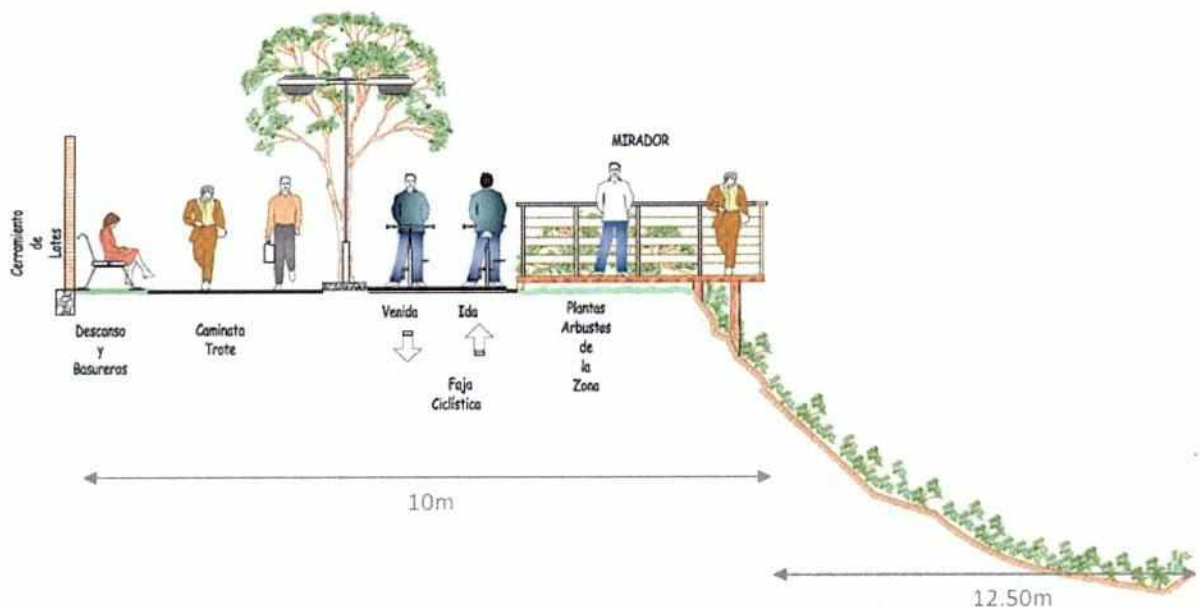 MIRADOR
Cerramiento
de
Lotes
Descanso
y
Basureros
Caminata
Trote
Venida
Ida
Faja
Ciclística
Plantas
Arbustos
de
la
Zona
10m
12.50m